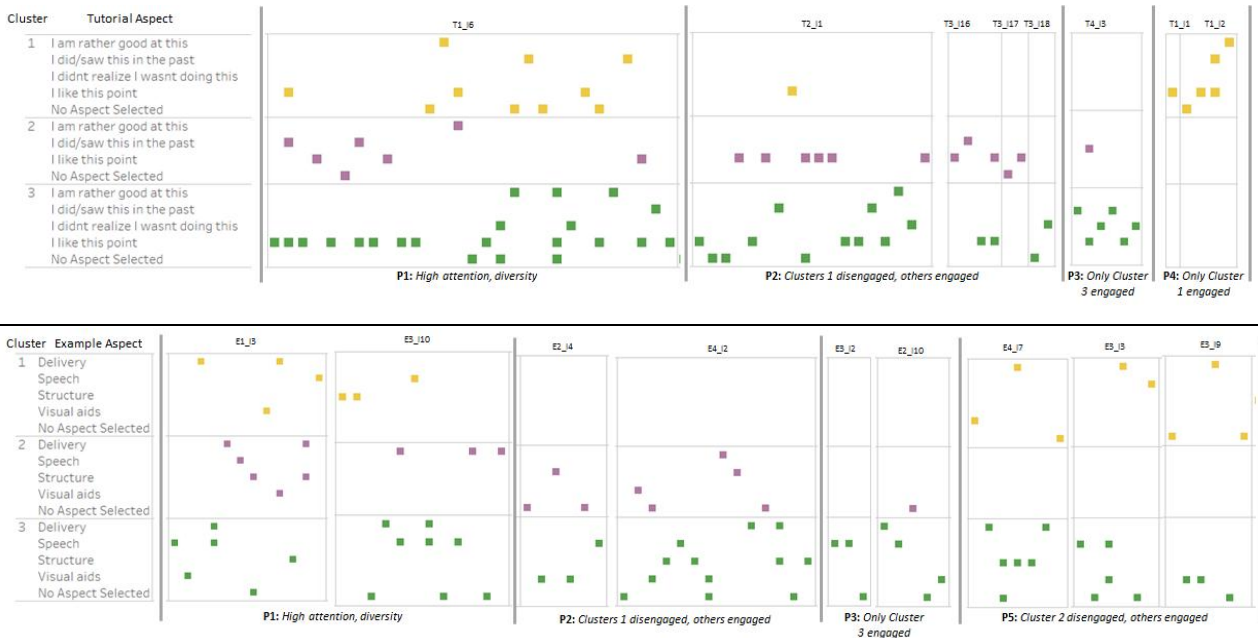 Cluster Tutorial Aspect T1_I6 T2_I1 T3_I16 T3_I17 T3_I18 T4_I3 T1_I1 T1_I2
1 I am rather good at this
I did/saw this in the past
I didnt realize I wasnt doing this
I like this point
No Aspect Selected
2 I am rather good at this
I did/saw this in the past
I like this point
No Aspect Selected
3 I am rather good at this
I did/saw this in the past
I didnt realize I wasnt doing this
I like this point
No Aspect Selected
P1: High attention, diversity
P2: Clusters 1 disengaged, others engaged
P3: Only Cluster
3 engaged
P4: Only Cluster
1 engaged
Cluster Example Aspect E1_I3 E3_I10 E2_I4 E4_I2 E3_I2 E2_I10 E4_I7 E3_I3 E3_I9
1 Delivery
Speech
Structure
Visual aids
No Aspect Selected
2 Delivery
Speech
Structure
Visual aids
No Aspect Selected
3 Delivery
Speech
Structure
Visual aids
No Aspect Selected
P1: High attention, diversity
P2: Clusters 1 disengaged, others engaged
P3: Only Cluster
3 engaged
P5: Cluster 2 disengaged, others engaged